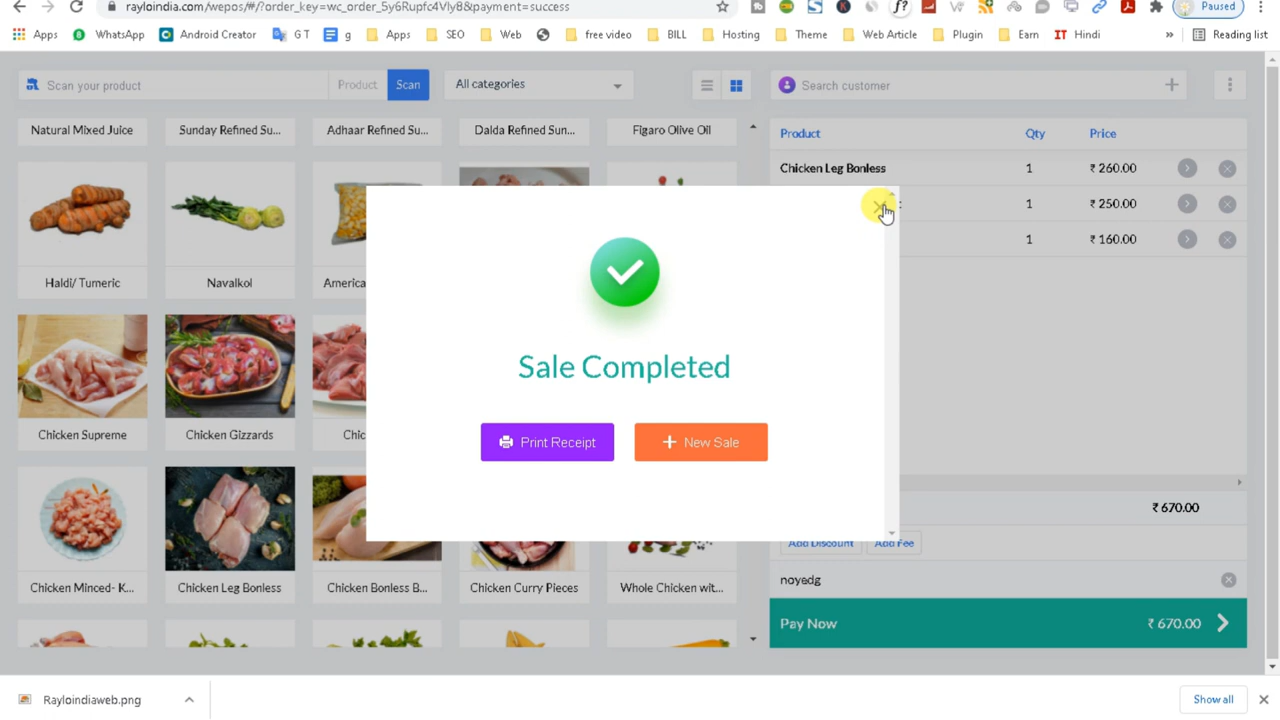 rayloindia.com/wepos/#/?order_key=wc_order_5y6Rupfc4Vly8&payment=success
Paused
Apps WhatsApp Android Creator G T g Apps SEO Web free video BILL Hosting Theme Web Article Plugin Earn IT Hindi » Reading list
Scan your product Product Scan All categories Search customer
Natural Mixed Juice Sunday Refined Su... Adhaar Refined Su... Dalda Refined Sun... Figaro Olive Oil
Product Qty Price
Chicken Leg Bonless 1 ₹ 260.00
1 ₹ 250.00
1 ₹ 160.00
Haldi/ Tumeric Navalkol America
Sale Completed
Print Receipt New Sale
Chicken Supreme Chicken Gizzards Chic
₹ 670.00
Add Discount Add Fee
noyedg
Chicken Minced- K... Chicken Leg Bonless Chicken Bonless B... Chicken Curry Pieces Whole Chicken wit...
Pay Now ₹ 670.00
Rayloindiaweb.png Show all